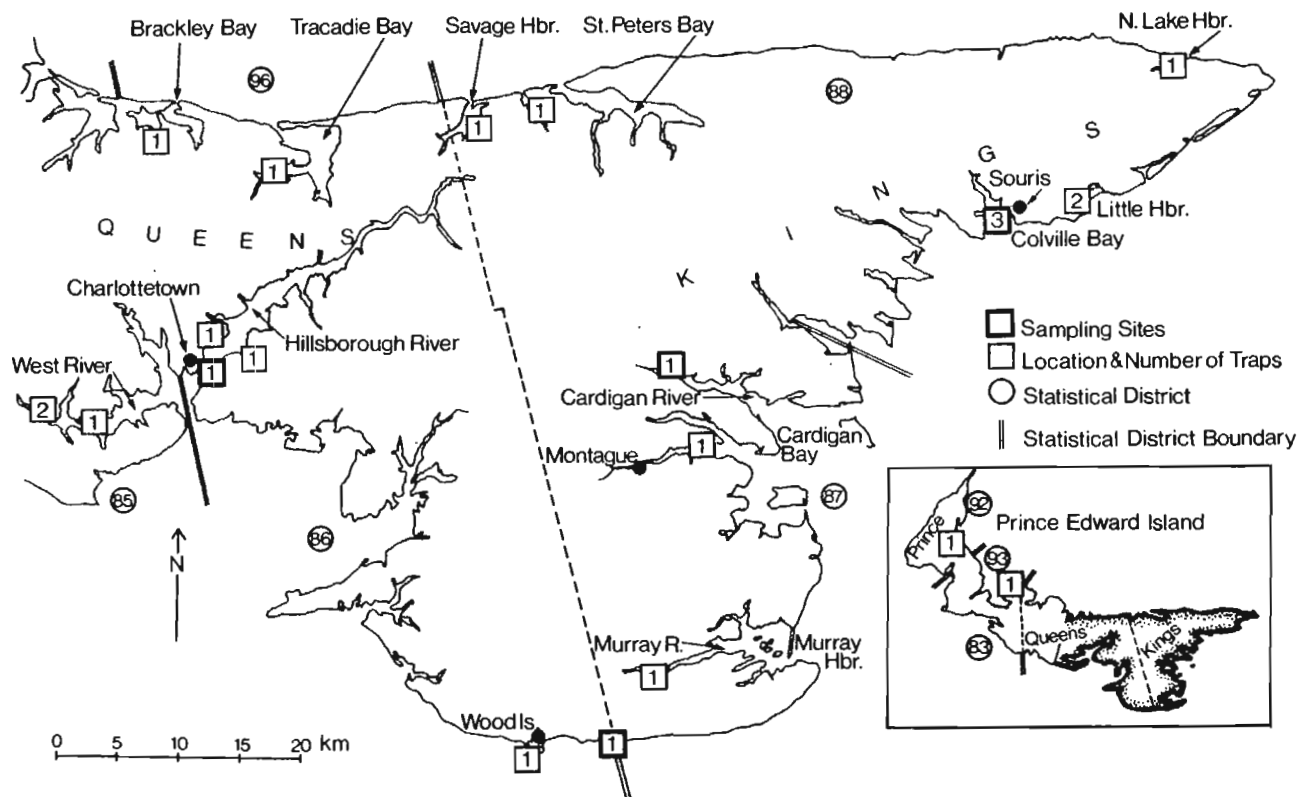 Brackley Bay
Tracadie Bay
Savage Hbr.
St. Peters Bay
N. Lake Hbr.
96
88
1
1
1
1
1
QUEENS
KINGS
Souris
3
2
Little Hbr.
Colville Bay
Charlottetown
1
1
1
Hillsborough River
West River
2
1
1
Cardigan River
Cardigan Bay
Montague
1
85
86
87
N
Murray R.
Murray Hbr.
1
Wood Is
1
1
0 5 10 15 20 km
Sampling Sites
Location & Number of Traps
Statistical District
Statistical District Boundary
Prince Edward Island
92
Prince
1
93
1
83
Queens
Kings